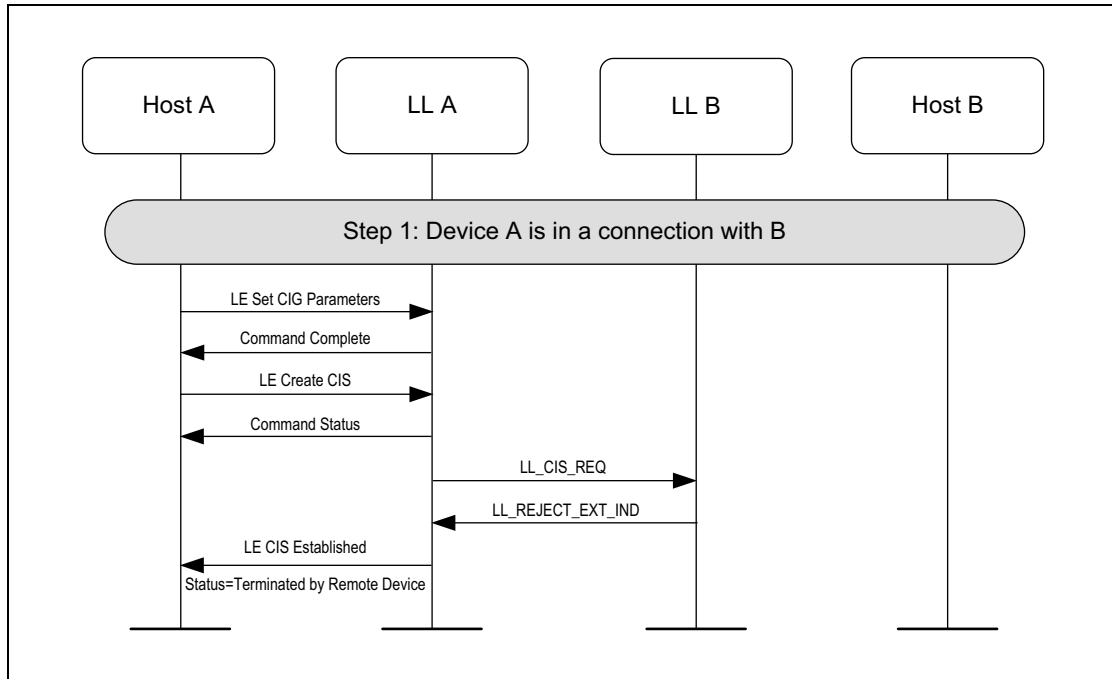 Host A
LL A
LL B
Host B
Step 1: Device A is in a connection with B
LE Set CIG Parameters
Command Complete
LE Create CIS
Command Status
LL_CIS_REQ
LL_REJECT_EXT_IND
LE CIS Established
Status=Terminated by Remote Device